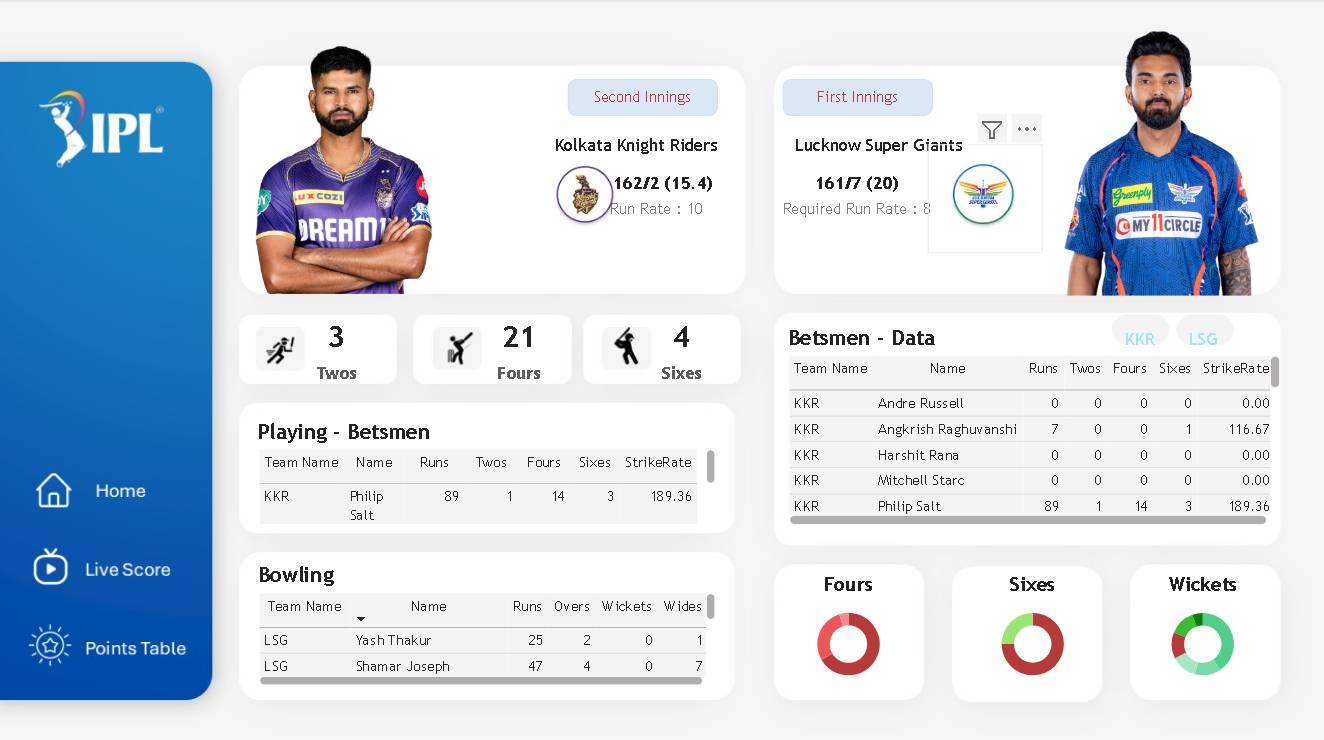 IPL
Home
Live Score
Points Table
Second Innings
Kolkata Knight Riders
162/2 (15.4)
Run Rate : 10
LUX COZI
DREAM11
First Innings
Lucknow Super Giants
161/7 (20)
Required Run Rate : 8
SUPER GIANTS
Greenply
MY11CIRCLE
3
Twos
21
Fours
4
Sixes
Playing - Betsmen
Team Name Name Runs Twos Fours Sixes StrikeRate
KKR Philip Salt 89 1 14 3 189.36
Bowling
Team Name Name Runs Overs Wickets Wides
LSG Yash Thakur 25 2 0 1
LSG Shamar Joseph 47 4 0 7
Betsmen - Data
KKR
LSG
Team Name Name Runs Twos Fours Sixes StrikeRate
KKR Andre Russell 0 0 0 0 0.00
KKR Angkrish Raghuvanshi 7 0 0 1 116.67
KKR Harshit Rana 0 0 0 0 0.00
KKR Mitchell Starc 0 0 0 0 0.00
KKR Philip Salt 89 1 14 3 189.36
Fours
Sixes
Wickets